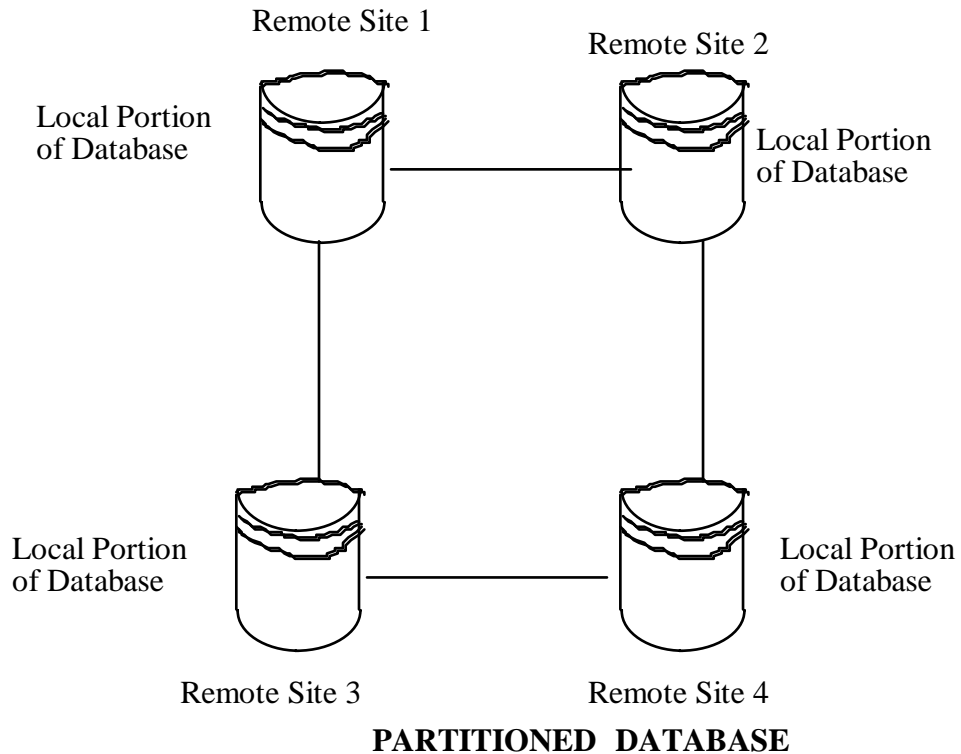 Remote Site 1
Remote Site 2
Local Portion
of Database
Local Portion
of Database
Local Portion
of Database
Local Portion
of Database
Remote Site 3
Remote Site 4
PARTITIONED DATABASE